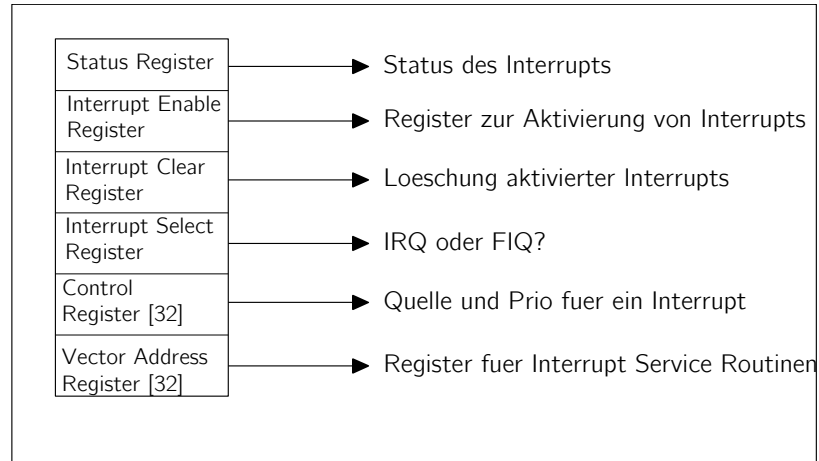 Status Register
Status des Interrupts
Interrupt Enable
Register
Register zur Aktivierung von Interrupts
Interrupt Clear
Register
Loeschung aktivierter Interrupts
Interrupt Select
Register
IRQ oder FIQ?
Control
Register [32]
Quelle und Prio fuer ein Interrupt
Vector Address
Register [32]
Register fuer Interrupt Service Routinen